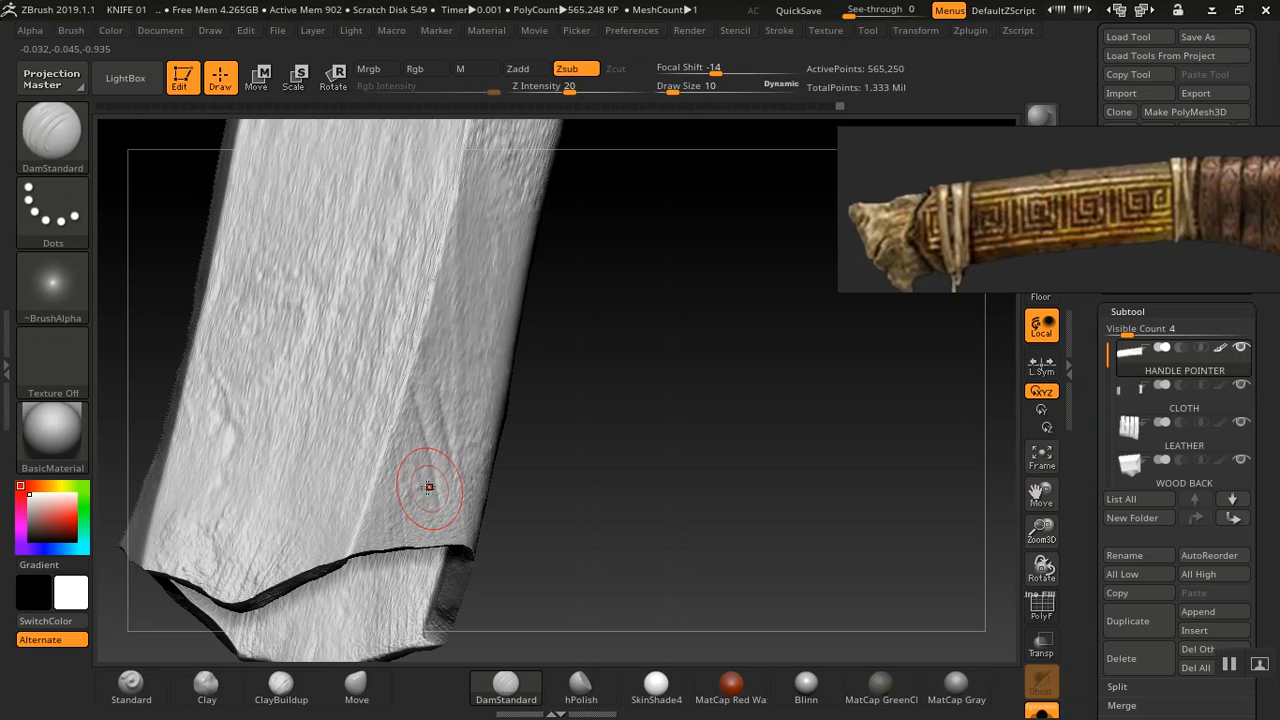 ZBrush 2019.1.1 KNIFE 01 .. • Free Mem 4.265GB • Active Mem 902 • Scratch Disk 549 • Timer▶0.001 • PolyCount▶565.248 KP • MeshCount▶1 AC QuickSave See-through 0 Menus DefaultZScript
Alpha Brush Color Document Draw Edit File Layer Light Macro Marker Material Movie Picker Preferences Render Stencil Stroke Texture Tool Transform Zplugin Zscript
-0.032,-0.045,-0.935
Projection Master
LightBox
Edit Draw Move Scale Rotate
Mrgb Rgb M Zadd Zsub Zcut
Rgb Intensity Z Intensity 20
Focal Shift -14
Draw Size 10 Dynamic
ActivePoints: 565,250
TotalPoints: 1.333 Mil
Load Tool Save As
Load Tools From Project
Copy Tool Paste Tool
Import Export
Clone Make PolyMesh3D
DamStandard
Dots
~BrushAlpha
Texture Off
BasicMaterial
Gradient
SwitchColor
Alternate
Floor
Local
L.Sym
XYZ
Frame
Move
Zoom3D
Rotate
Line Fill
PolyF
Transp
Ghost
Dynamic
Subtool
Visible Count 4
HANDLE POINTER
CLOTH
LEATHER
WOOD BACK
List All
New Folder
Rename AutoReorder
All Low All High
Copy Paste
Duplicate Append
Insert
Delete Del Oth
Del All
Split
Merge
Standard Clay ClayBuildup Move DamStandard hPolish SkinShade4 MatCap Red Wa Blinn MatCap GreenCl MatCap Gray